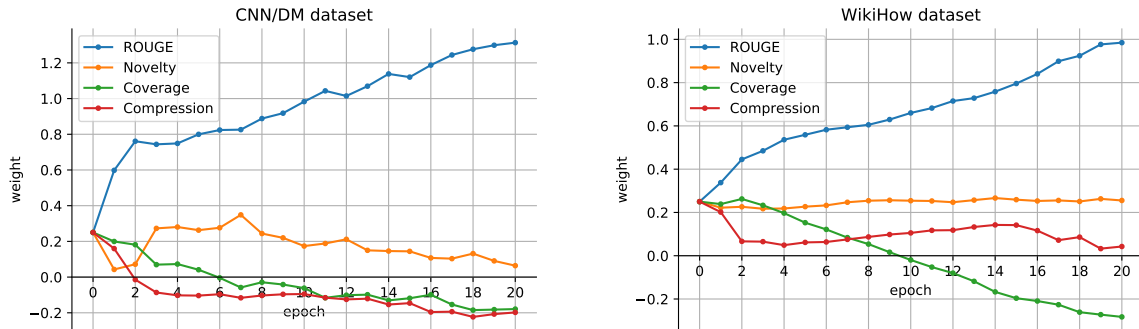 CNN/DM dataset
ROUGE
Novelty
Coverage
Compression
weight
1.2
1.0
0.8
0.6
0.4
0.2
0.0
−0.2
0 2 4 6 8 10 12 14 16 18 20
epoch
WikiHow dataset
ROUGE
Novelty
Coverage
Compression
weight
1.0
0.8
0.6
0.4
0.2
0.0
−0.2
0 2 4 6 8 10 12 14 16 18 20
epoch